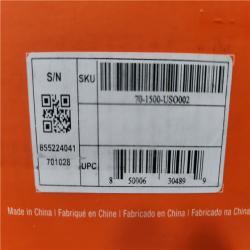 S/N
SKU
70-1500-USO002
855224041
701028
UPC
8 50006 30489 9
Made in China | Fabriqué en Chine | Fabricado en China | Fabricado na China